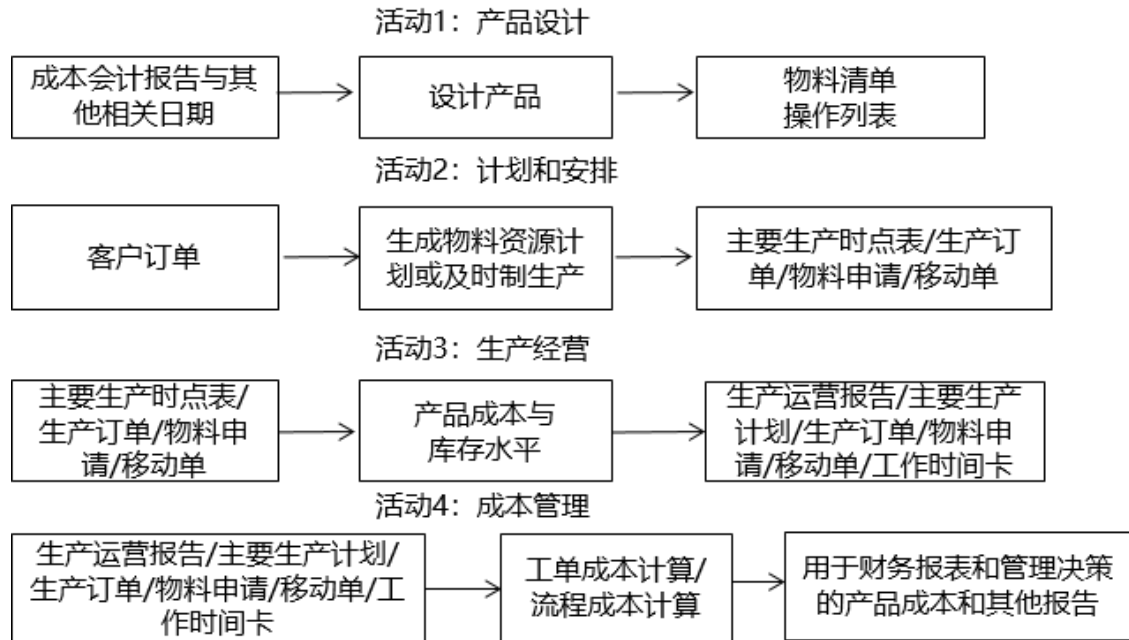 活动1：产品设计
成本会计报告与其
他相关日期
设计产品
物料清单
操作列表
活动2：计划和安排
客户订单
生成物料资源计
划或及时制生产
主要生产时点表/生产订
单/物料申请/移动单
活动3：生产经营
主要生产时点表/
生产订单/物料申
请/移动单
产品成本与
库存水平
生产运营报告/主要生产
计划/生产订单/物料申
请/移动单/工作时间卡
活动4：成本管理
生产运营报告/主要生产计划/
生产订单/物料申请/移动单/工
作时间卡
工单成本计算/
流程成本计算
用于财务报表和管理决策
的产品成本和其他报告